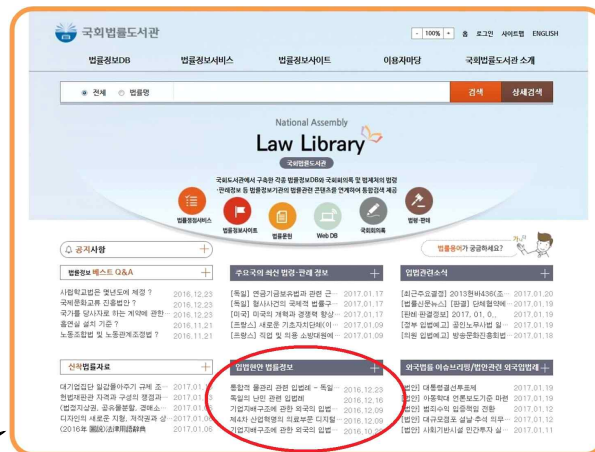 국회법률도서관
- 100% + 홈 로그인 사이트맵 ENGLISH
법률정보DB 법률정보서비스 법률정보사이트 이용자마당 국회법률도서관 소개
전체 법률명 검색 상세검색
National Assembly
Law Library
국회법률도서관
국회도서관에서 구축한 각종 법률정보DB와 국회회의록 및 법제처의 법령
·판례정보 등 법률정보기관의 법률관련 콘텐츠를 연계하여 통합검색 제공
법률쟁점서비스 법률정보사이트 법률문헌 Web DB 국회회의록 법령·판례
공지사항 +
법률용어가 궁금하세요?
법률정보 베스트 Q&A +
사립학교법은 몇년도에 제정 ? 2016.12.23
국제문화교류 진흥법안 ? 2016.12.23
국가를 당사자로 하는 계약에 관한… 2016.12.23
흡연실 설치 기준 ? 2016.11.21
노동조합법 및 노동관계조정법 ? 2016.11.21
주요국의 최신 법령·판례 정보 +
[독일] 연금기금보유법과 관련 근… 2017.01.17
[독일] 형사사건의 국제적 법률구… 2017.01.17
[미국] 미국의 개혁과 경쟁력 향상… 2017.01.17
[프랑스] 새로운 기초자치단체(이… 2017.01.09
[프랑스] 직업 및 의용 소방대원에… 2017.01.09
입법관련소식 +
[최근주요결정] 2013헌바436(조… 2017.01.20
[법률신문뉴스] [판결] 단체협약에… 2017.01.19
[판례 변경정보] 2017. 01. 0… 2017.01.19
[정부 입법예고] 공인노무사법 일… 2017.01.19
[의원 입법예고] 방송문화진흥회법… 2017.01.18
신착법률자료 +
대기업집단 일감몰아주기 규제 조… 2017.01.
헌법재판관 자격과 구성의 쟁점과… 2017.01.
(법정지상권, 공유물분할, 경매소… 2017.01.
디자인의 새로운 지평, 저작권과 상… 2017.01.06
(2016年 圖說)法律用語辭典 2017.01.06
입법현안 법률정보 +
통합적 물관리 관련 입법례 - 독일… 2016.12.23
독일의 난민 관련 입법례 2016.12.16
기업지배구조에 관한 외국의 입법… 2016.12.09
제4차 산업혁명의 의료부문 디지털… 2016.12.09
기업지배구조에 관한 외국의 입법… 2016.10.
외국법률 이슈브리핑/법안관련 외국입법례 +
[법안] 대통령결선투표제 2017.01.19
[법안] 아동학대 언론보도기준 마련 2017.01.19
[법안] 범죄수익 입증책임 전환 2017.01.12
[법안] 대규모점포 설날 추석 의무… 2017.01.12
[법안] 사회기반시설 민간투자 실… 2017.01.11